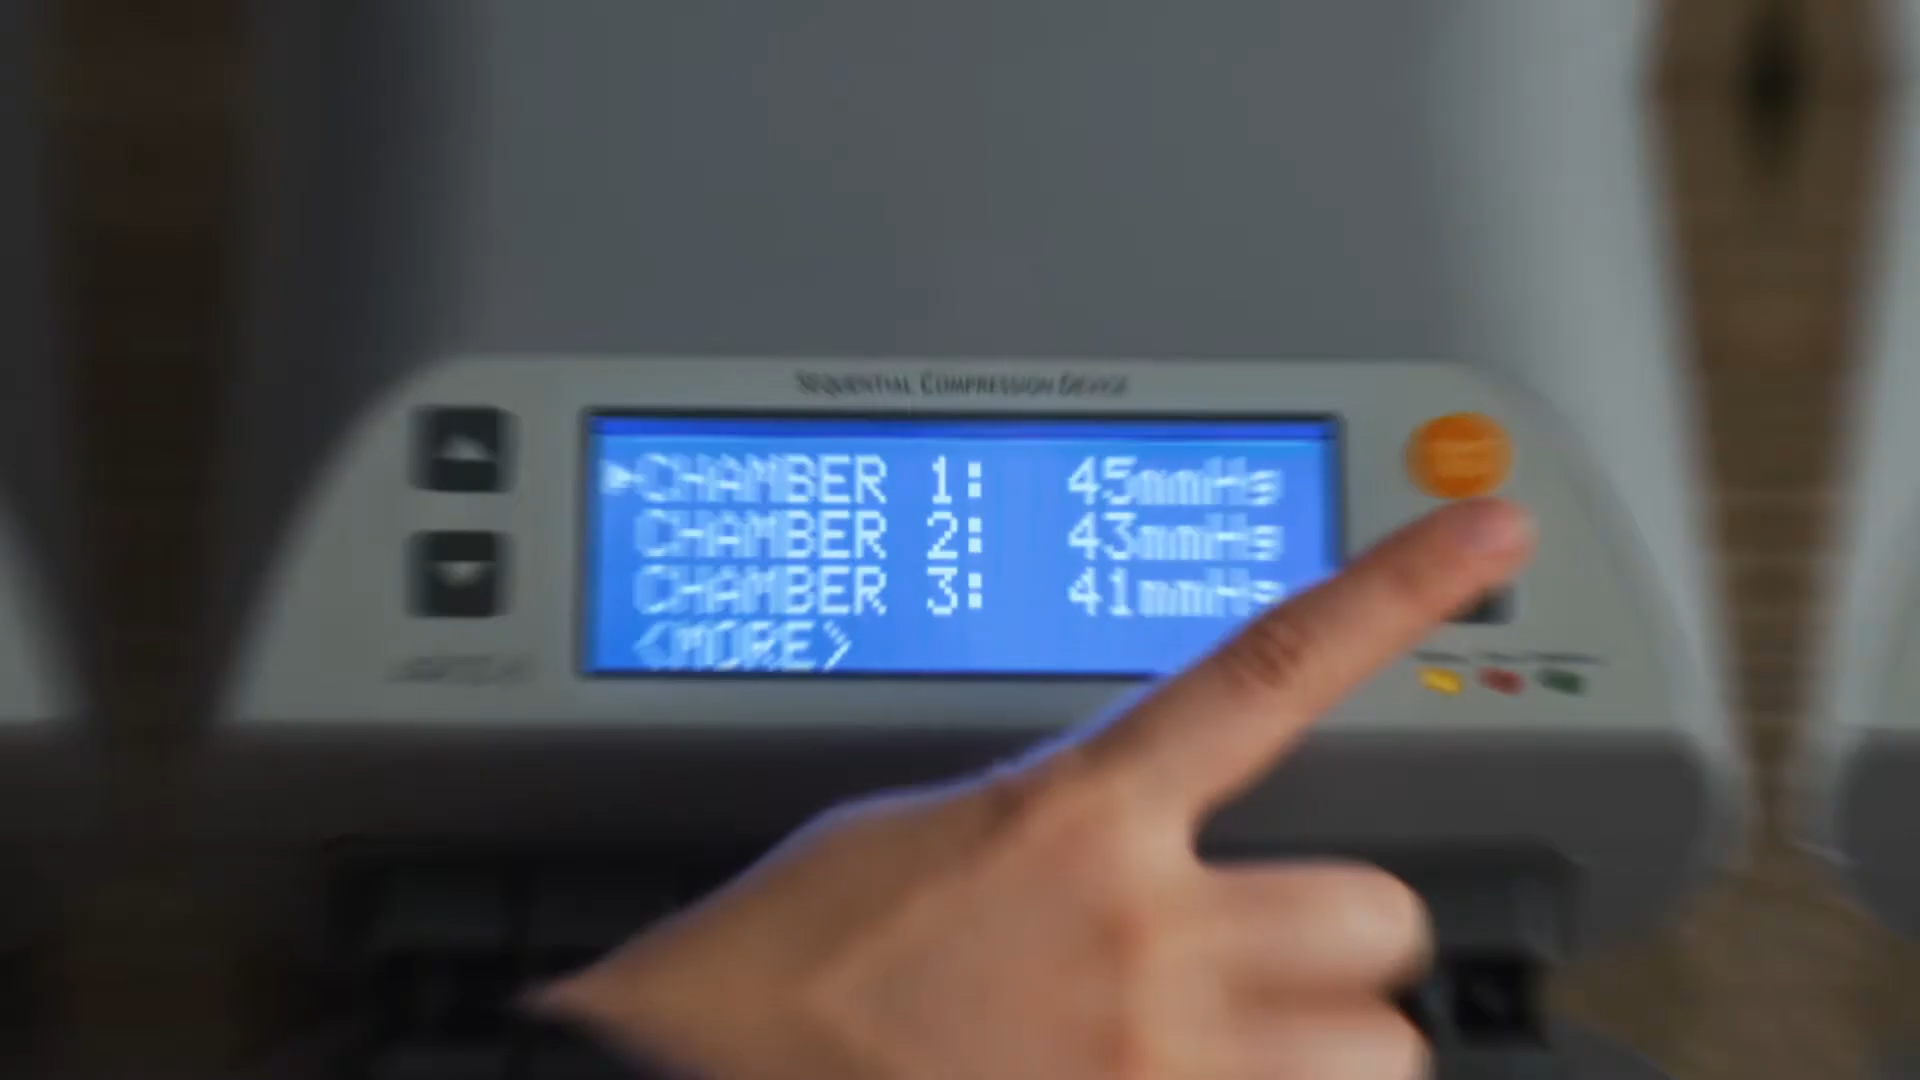 SEQUENTIAL COMPRESSION DEVICE
►CHAMBER 1: 45mmHg
CHAMBER 2: 43mmHg
CHAMBER 3: 41mmHg
<MORE>